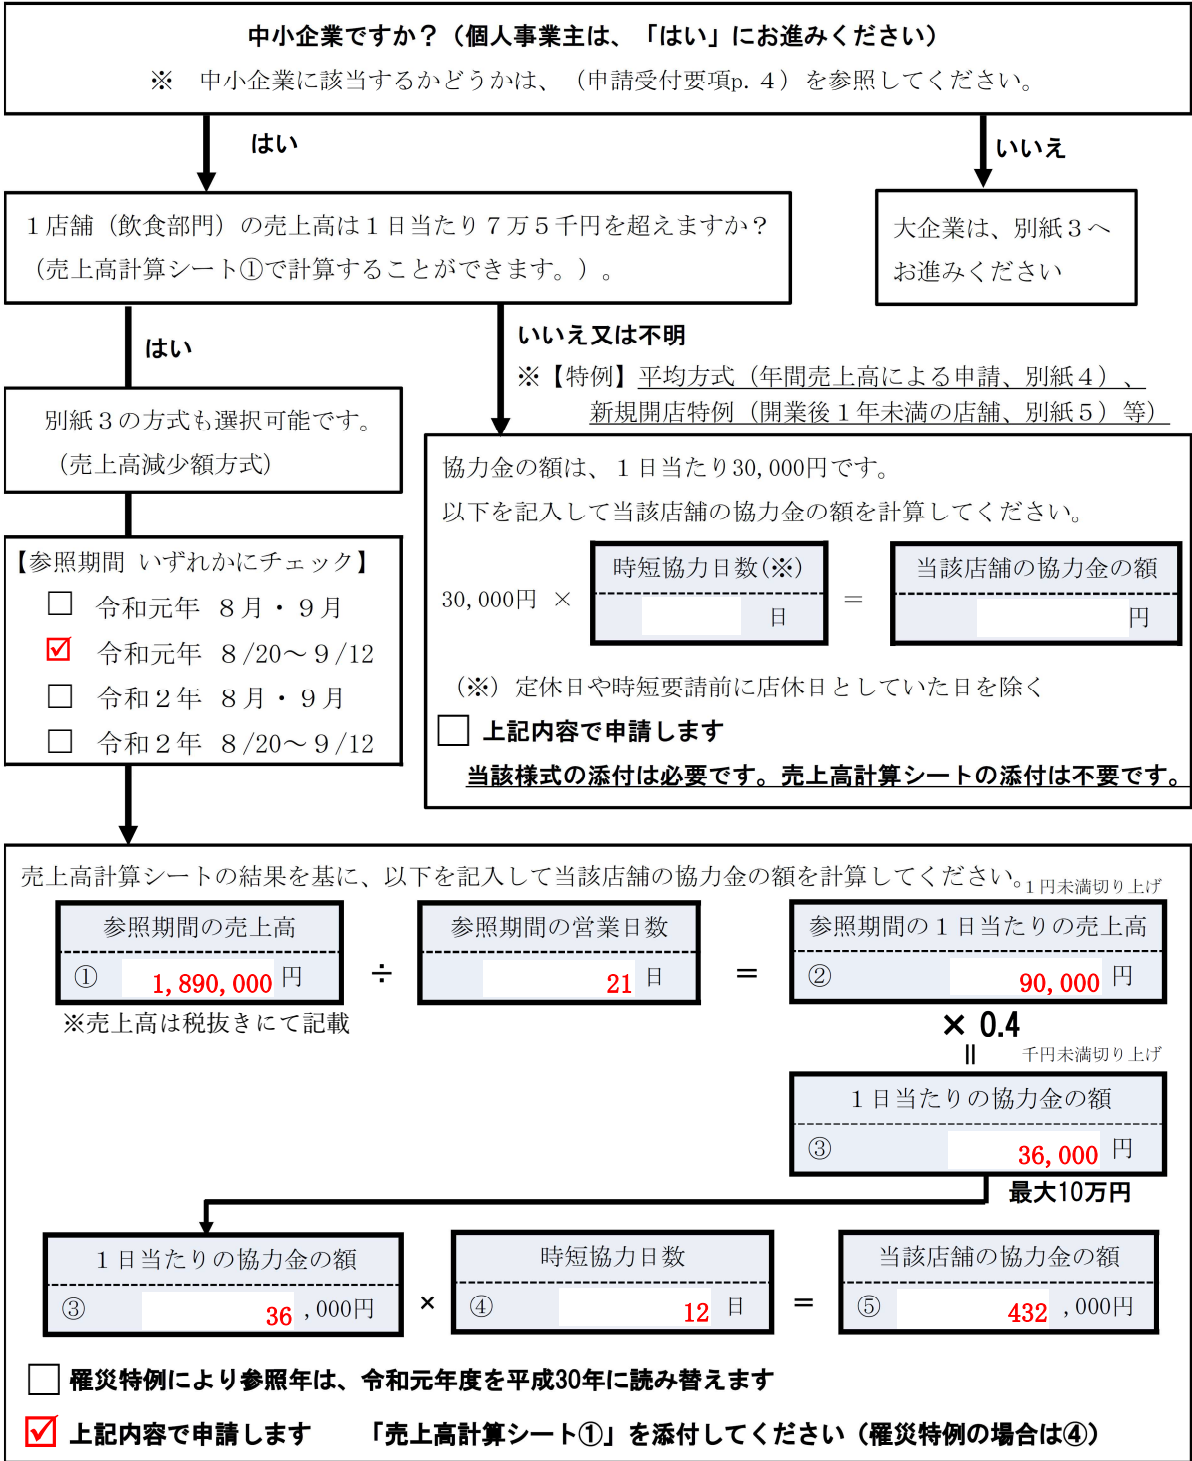 中小企業ですか？（個人事業主は、「はい」にお進みください）
※　中小企業に該当するかどうかは、（申請受付要項p.４）を参照してください。
はい
いいえ
１店舗（飲食部門）の売上高は１日当たり７万５千円を超えますか？
（売上高計算シート①で計算することができます。）。
大企業は、別紙３へ
お進みください
はい
いいえ又は不明
※【特例】平均方式（年間売上高による申請、別紙４）、
新規開店特例（開業後１年未満の店舗、別紙５）等）
別紙３の方式も選択可能です。
（売上高減少額方式）
協力金の額は、１日当たり30,000円です。
以下を記入して当該店舗の協力金の額を計算してください。
時短協力日数(※)
当該店舗の協力金の額
30,000円 × 日 ＝ 円
（※）定休日や時短要請前に店休日としていた日を除く
□ 上記内容で申請します
当該様式の添付は必要です。売上高計算シートの添付は不要です。
【参照期間 いずれかにチェック】
□ 令和元年 ８月・９月
☑ 令和元年 ８/20～９/12
□ 令和２年 ８月・９月
□ 令和２年 ８/20～９/12
売上高計算シートの結果を基に、以下を記入して当該店舗の協力金の額を計算してください。
１円未満切り上げ
参照期間の売上高 参照期間の営業日数 参照期間の１日当たりの売上高
① 1,890,000 円 ÷ 21 日 ＝ ② 90,000 円
※売上高は税抜きにて記載
× 0.4
＝ 千円未満切り上げ
１日当たりの協力金の額
③ 36,000 円
最大10万円
１日当たりの協力金の額 時短協力日数 当該店舗の協力金の額
③ 36 ,000円 × ④ 12 日 ＝ ⑤ 432 ,000円
□ 罹災特例により参照年は、令和元年度を平成30年に読み替えます
☑ 上記内容で申請します 「売上高計算シート①」を添付してください（罹災特例の場合は④）